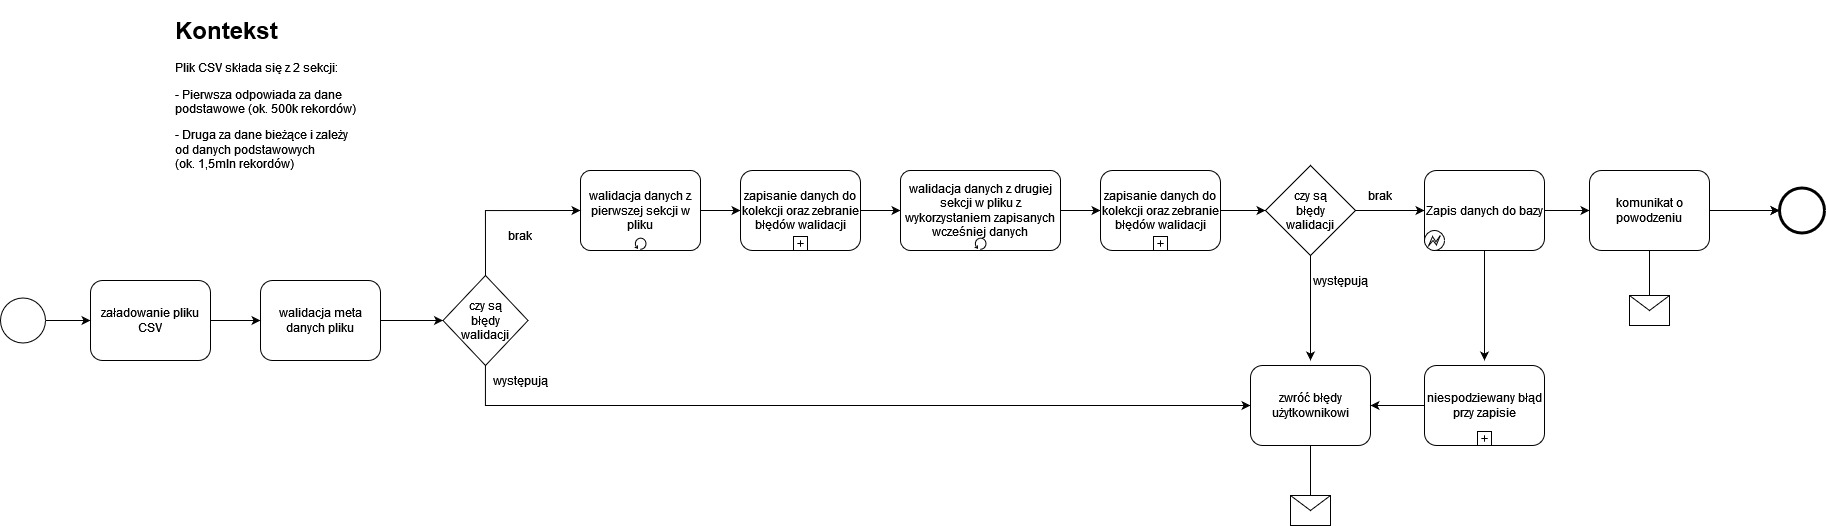 Kontekst
Plik CSV składa się z 2 sekcji:
- Pierwsza odpowiada za dane
podstawowe (ok. 500k rekordów)
- Druga za dane bieżące i zależy
od danych podstawowych
(ok. 1,5mln rekordów)
załadowanie pliku
CSV
walidacja meta
danych pliku
czy są
błędy
walidacji
brak
występują
walidacja danych z
pierwszej sekcji w
pliku
zapisanie danych do
kolekcji oraz zebranie
błędów walidacji
walidacja danych z drugiej
sekcji w pliku z
wykorzystaniem zapisanych
wcześniej danych
zapisanie danych do
kolekcji oraz zebranie
błędów walidacji
czy są
błędy
walidacji
brak
występują
Zapis danych do bazy
komunikat o
powodzeniu
zwróć błędy
użytkownikowi
niespodziewany błąd
przy zapisie